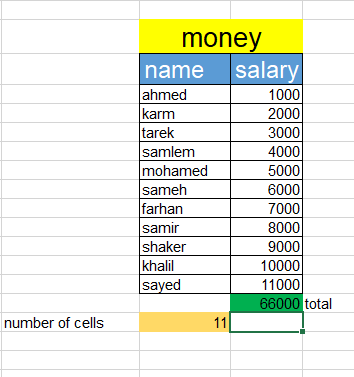 money
name salary
ahmed 1000
karm 2000
tarek 3000
samlem 4000
mohamed 5000
sameh 6000
farhan 7000
samir 8000
shaker 9000
khalil 10000
sayed 11000
66000 total
number of cells 11